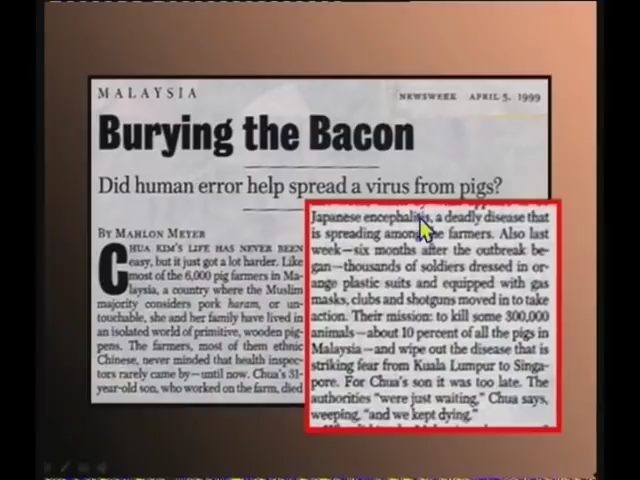 MALAYSIA
NEWSWEEK APRIL 5, 1999
Burying the Bacon
Did human error help spread a virus from pigs?
BY MAHLON MEYER
CHUA KIM'S LIFE HAS NEVER BEEN
easy, but it just got a lot harder. Like
most of the 6,000 pig farmers in Ma-
laysia, a country where the Muslim
majority considers pork haram, or un-
touchable, she and her family have lived in
an isolated world of primitive, wooden pig-
pens. The farmers, most of them ethnic
Chinese, never minded that health inspec-
tors rarely came by—until now. Chua's 31-
year-old son, who worked on the farm, died
Japanese encephalitis, a deadly disease that
is spreading among the farmers. Also last
week—six months after the outbreak be-
gan—thousands of soldiers dressed in or-
ange plastic suits and equipped with gas
masks, clubs and shotguns moved in to take
action. Their mission: to kill some 300,000
animals—about 10 percent of all the pigs in
Malaysia—and wipe out the disease that is
striking fear from Kuala Lumpur to Singa-
pore. For Chua's son it was too late. The
authorities "were just waiting," Chua says,
weeping, "and we kept dying."